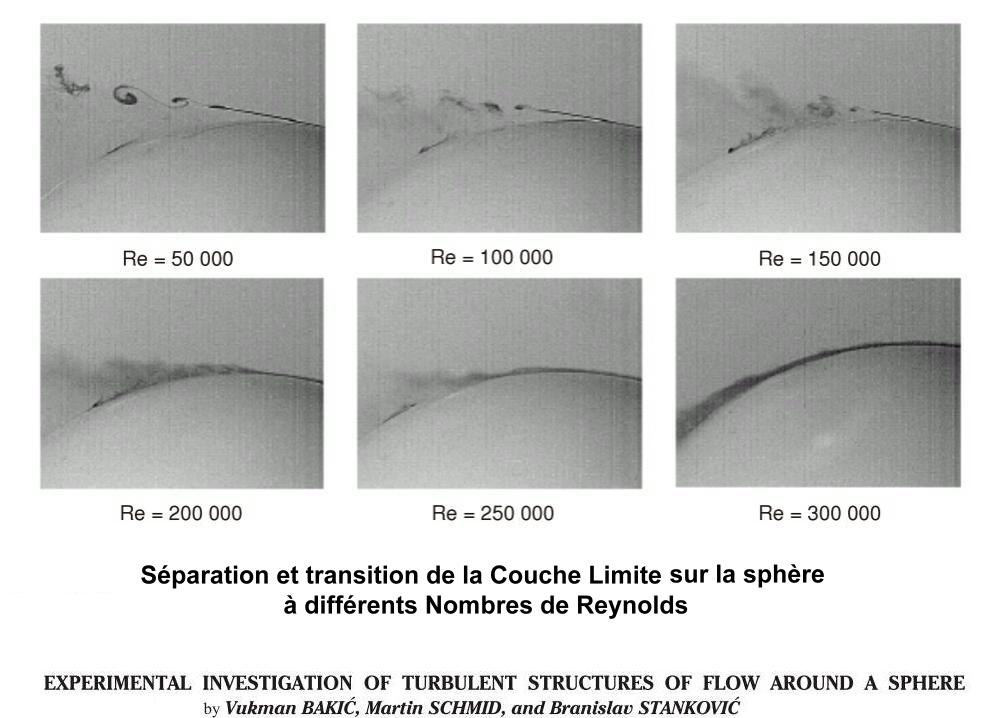 Re = 50 000
Re = 100 000
Re = 150 000
Re = 200 000
Re = 250 000
Re = 300 000
Séparation et transition de la Couche Limite sur la sphère
à différents Nombres de Reynolds
EXPERIMENTAL INVESTIGATION OF TURBULENT STRUCTURES OF FLOW AROUND A SPHERE
by Vukman BAKIĆ, Martin SCHMID, and Branislav STANKOVIĆ